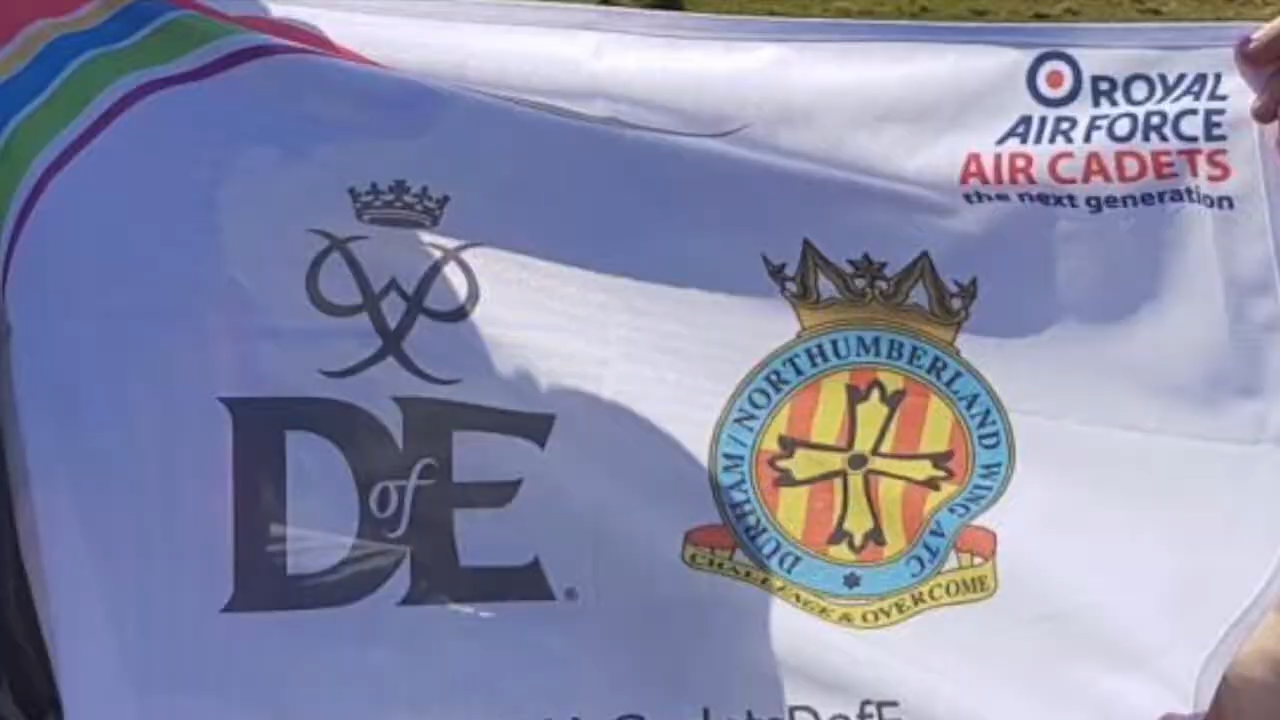 ROYAL
AIR FORCE
AIR CADETS
the next generation
DofE
DURHAM / NORTHUMBERLAND WING ATC
CHALLENGE & OVERCOME